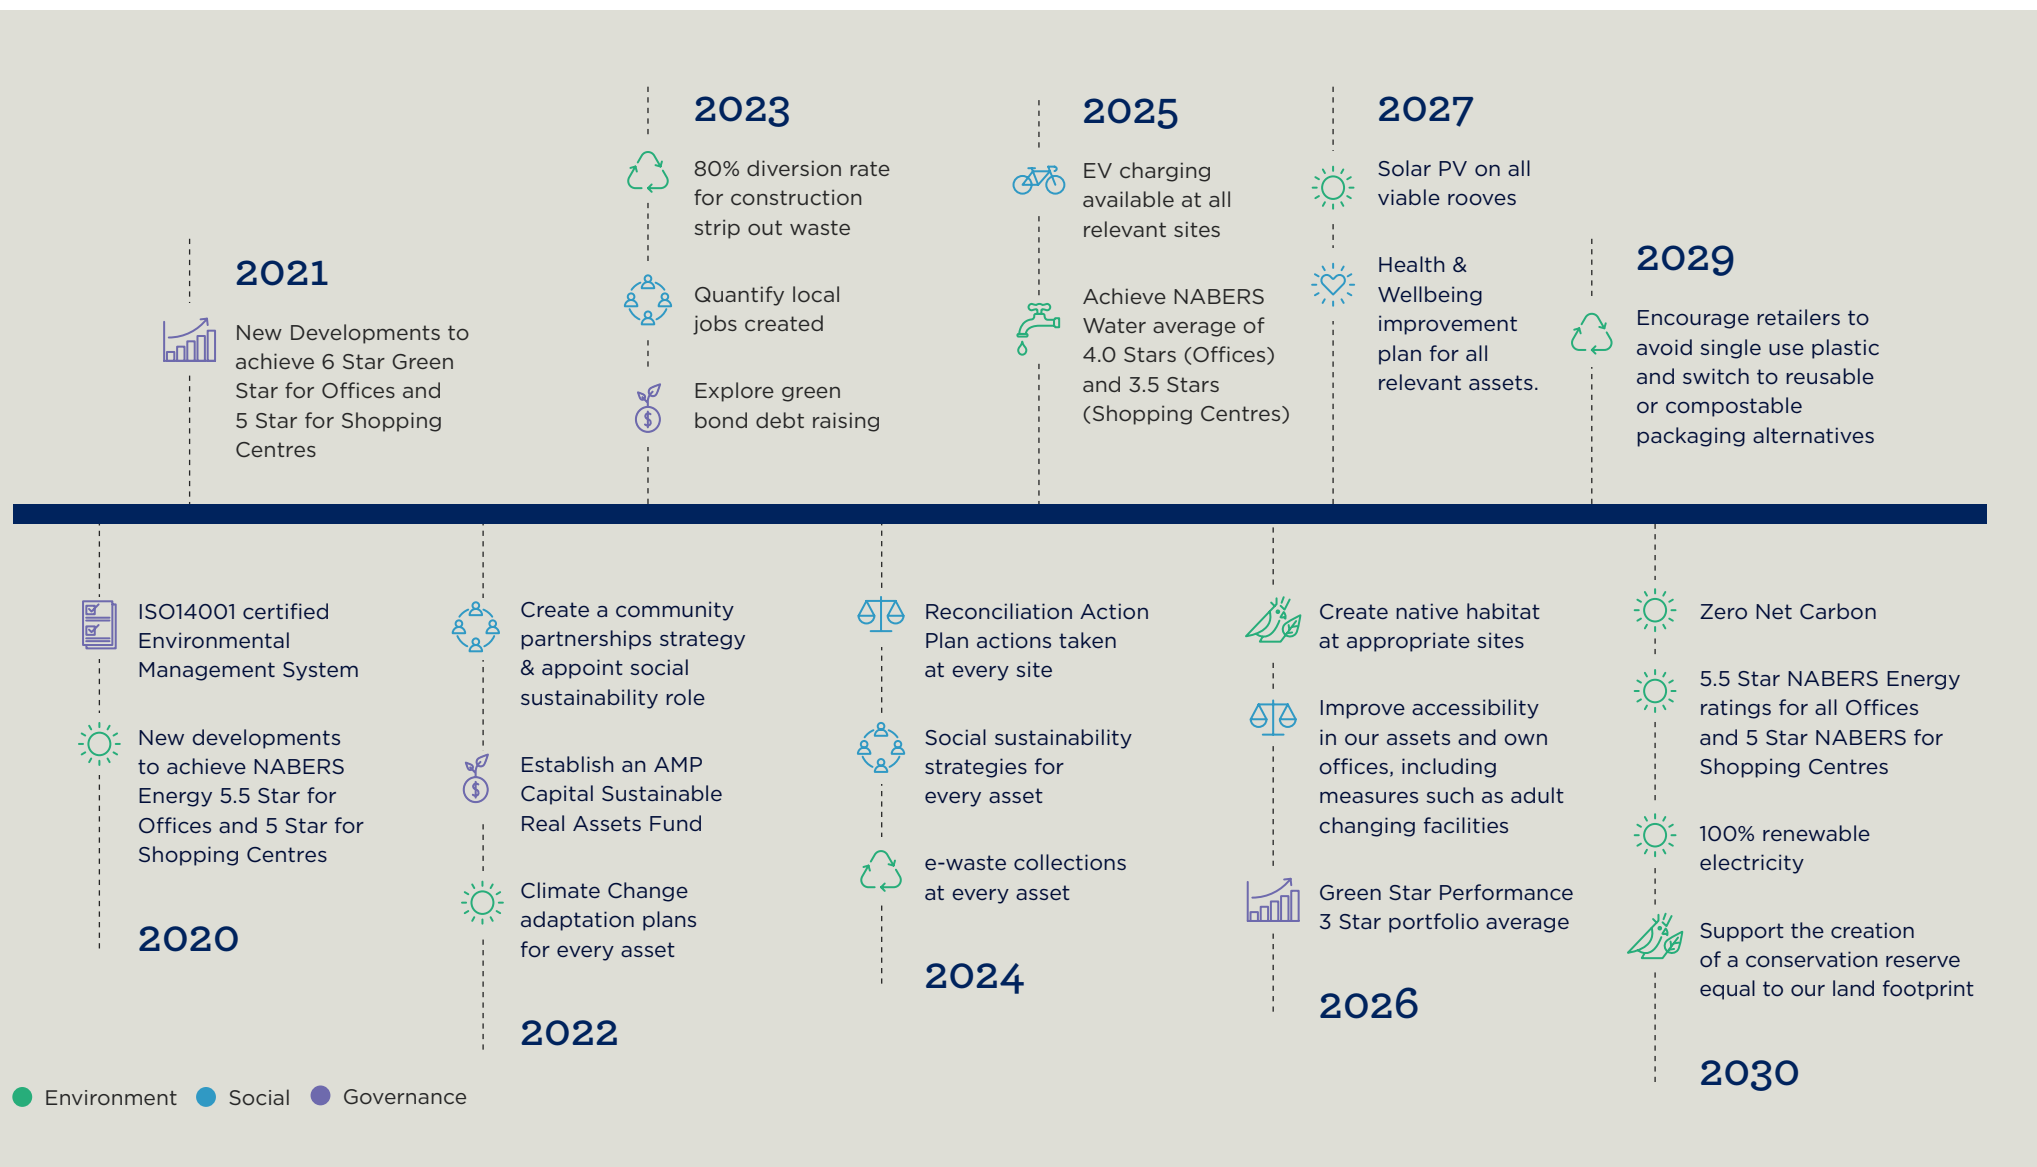 2023
80% diversion rate
for construction
strip out waste
Quantify local
jobs created
Explore green
bond debt raising
2025
EV charging
available at all
relevant sites
Achieve NABERS
Water average of
4.0 Stars (Offices)
and 3.5 Stars
(Shopping Centres)
2027
Solar PV on all
viable rooves
Health &
Wellbeing
improvement
plan for all
relevant assets.
2021
New Developments to
achieve 6 Star Green
Star for Offices and
5 Star for Shopping
Centres
2029
Encourage retailers to
avoid single use plastic
and switch to reusable
or compostable
packaging alternatives
ISO14001 certified
Environmental
Management System
New developments
to achieve NABERS
Energy 5.5 Star for
Offices and 5 Star for
Shopping Centres
2020
Create a community
partnerships strategy
& appoint social
sustainability role
Establish an AMP
Capital Sustainable
Real Assets Fund
Climate Change
adaptation plans
for every asset
2022
Reconciliation Action
Plan actions taken
at every site
Social sustainability
strategies for
every asset
e-waste collections
at every asset
2024
Create native habitat
at appropriate sites
Improve accessibility
in our assets and own
offices, including
measures such as adult
changing facilities
Green Star Performance
3 Star portfolio average
2026
Zero Net Carbon
5.5 Star NABERS Energy
ratings for all Offices
and 5 Star NABERS for
Shopping Centres
100% renewable
electricity
Support the creation
of a conservation reserve
equal to our land footprint
2030
Environment
Social
Governance